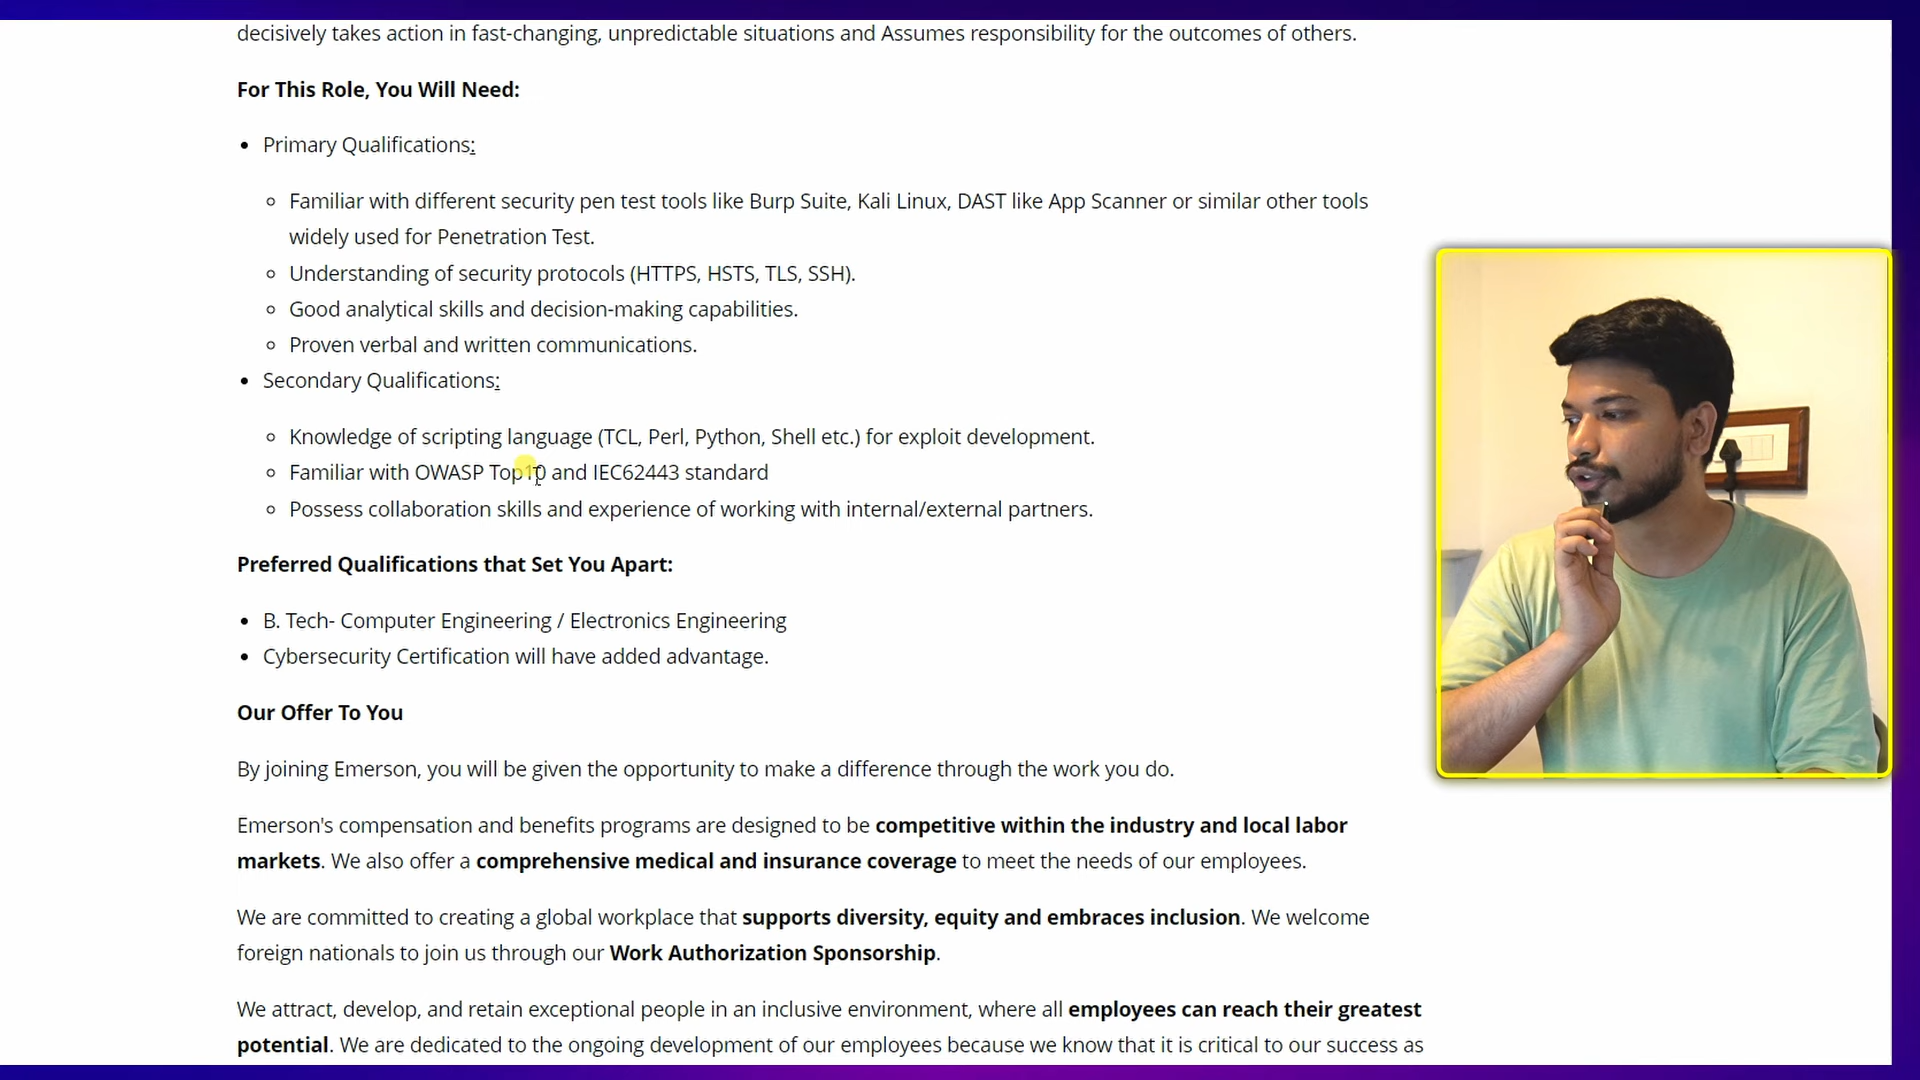 decisively takes action in fast-changing, unpredictable situations and Assumes responsibility for the outcomes of others.
For This Role, You Will Need:
• Primary Qualifications:
◦ Familiar with different security pen test tools like Burp Suite, Kali Linux, DAST like App Scanner or similar other tools
widely used for Penetration Test.
◦ Understanding of security protocols (HTTPS, HSTS, TLS, SSH).
◦ Good analytical skills and decision-making capabilities.
◦ Proven verbal and written communications.
• Secondary Qualifications:
◦ Knowledge of scripting language (TCL, Perl, Python, Shell etc.) for exploit development.
◦ Familiar with OWASP Top10 and IEC62443 standard
◦ Possess collaboration skills and experience of working with internal/external partners.
Preferred Qualifications that Set You Apart:
• B. Tech- Computer Engineering / Electronics Engineering
• Cybersecurity Certification will have added advantage.
Our Offer To You
By joining Emerson, you will be given the opportunity to make a difference through the work you do.
Emerson's compensation and benefits programs are designed to be competitive within the industry and local labor
markets. We also offer a comprehensive medical and insurance coverage to meet the needs of our employees.
We are committed to creating a global workplace that supports diversity, equity and embraces inclusion. We welcome
foreign nationals to join us through our Work Authorization Sponsorship.
We attract, develop, and retain exceptional people in an inclusive environment, where all employees can reach their greatest
potential. We are dedicated to the ongoing development of our employees because we know that it is critical to our success as